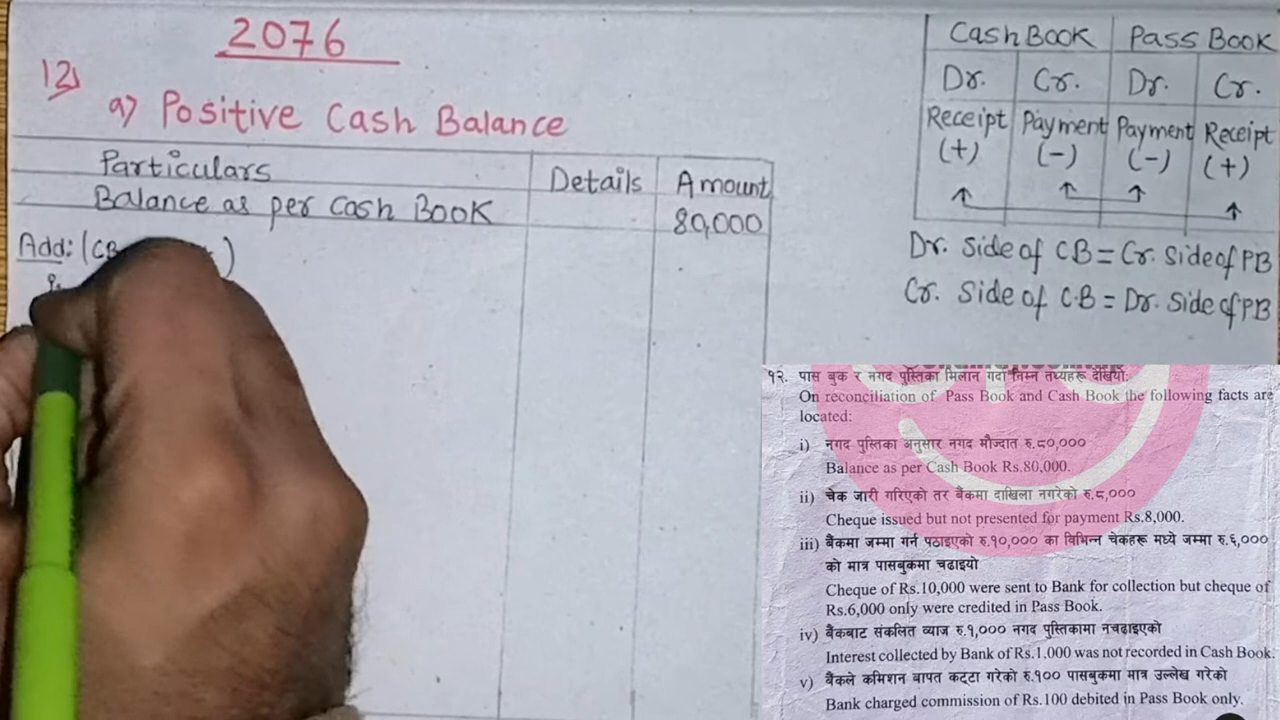 2076
12)
a) Positive Cash Balance
Particulars Details Amount
Balance as per Cash Book 80,000
Add: (CB
Cash Book Pass Book
Dr. Cr. Dr. Cr.
Receipt Payment Payment Receipt
(+) (-) (-) (+)
Dr. Side of CB = Cr. Side of PB
Cr. Side of C.B = Dr. Side of PB
१२. पास बुक र नगद पुस्तिका मिलान गर्दा निम्न तथ्यहरू देखियो:
On reconciliation of Pass Book and Cash Book the following facts are
located:
i) नगद पुस्तिका अनुसार नगद मौज्दात रु.८०,०००
Balance as per Cash Book Rs.80,000.
ii) चेक जारी गरिएको तर बैंकमा दाखिला नगरेको रु.८,०००
Cheque issued but not presented for payment Rs.8,000.
iii) बैंकमा जम्मा गर्न पठाइएको रु.१०,००० का विभिन्न चेकहरू मध्ये जम्मा रु.६,०००
को मात्र पासबुकमा चढाइयो
Cheque of Rs.10,000 were sent to Bank for collection but cheque of
Rs.6,000 only were credited in Pass Book.
iv) बैंकबाट संकलित व्याज रु.१,००० नगद पुस्तिकामा नचढाइएको
Interest collected by Bank of Rs.1,000 was not recorded in Cash Book.
v) बैंकले कमिशन बापत कट्टा गरेको रु.१०० पासबुकमा मात्र उल्लेख गरेको
Bank charged commission of Rs.100 debited in Pass Book only.